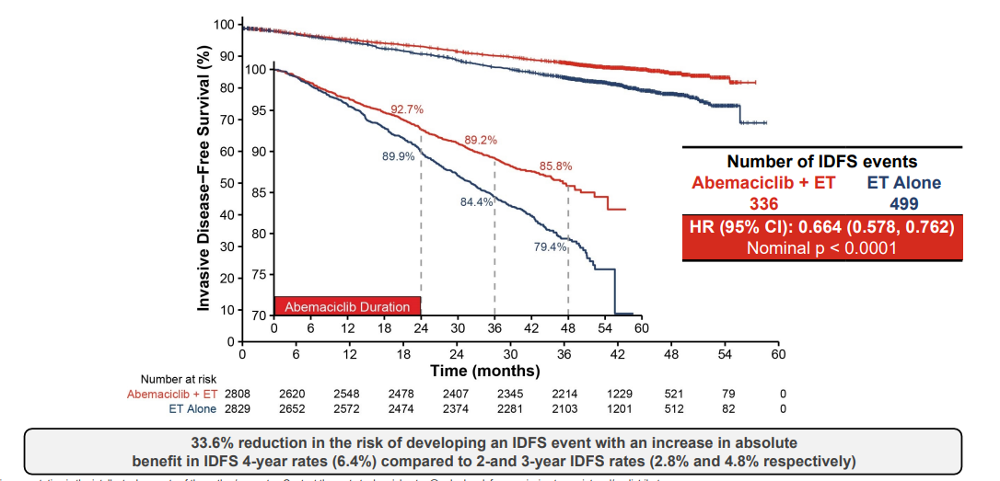 100
90
80
70
60
50
40
30
20
10
0
Invasive Disease−Free Survival (%)
100
95
90
85
80
75
70
92.7%
89.9%
89.2%
84.4%
85.8%
79.4%
Abemaciclib Duration
0 6 12 18 24 30 36 42 48 54 60
0 6 12 18 24 30 36 42 48 54 60
Time (months)
Number of IDFS events
Abemaciclib + ET ET Alone
336 499
HR (95% CI): 0.664 (0.578, 0.762)
Nominal p < 0.0001
Number at risk
Abemaciclib + ET 2808 2620 2548 2478 2407 2345 2214 1229 521 79 0
ET Alone 2829 2652 2572 2474 2374 2281 2103 1201 512 82 0
33.6% reduction in the risk of developing an IDFS event with an increase in absolute
benefit in IDFS 4-year rates (6.4%) compared to 2-and 3-year IDFS rates (2.8% and 4.8% respectively)